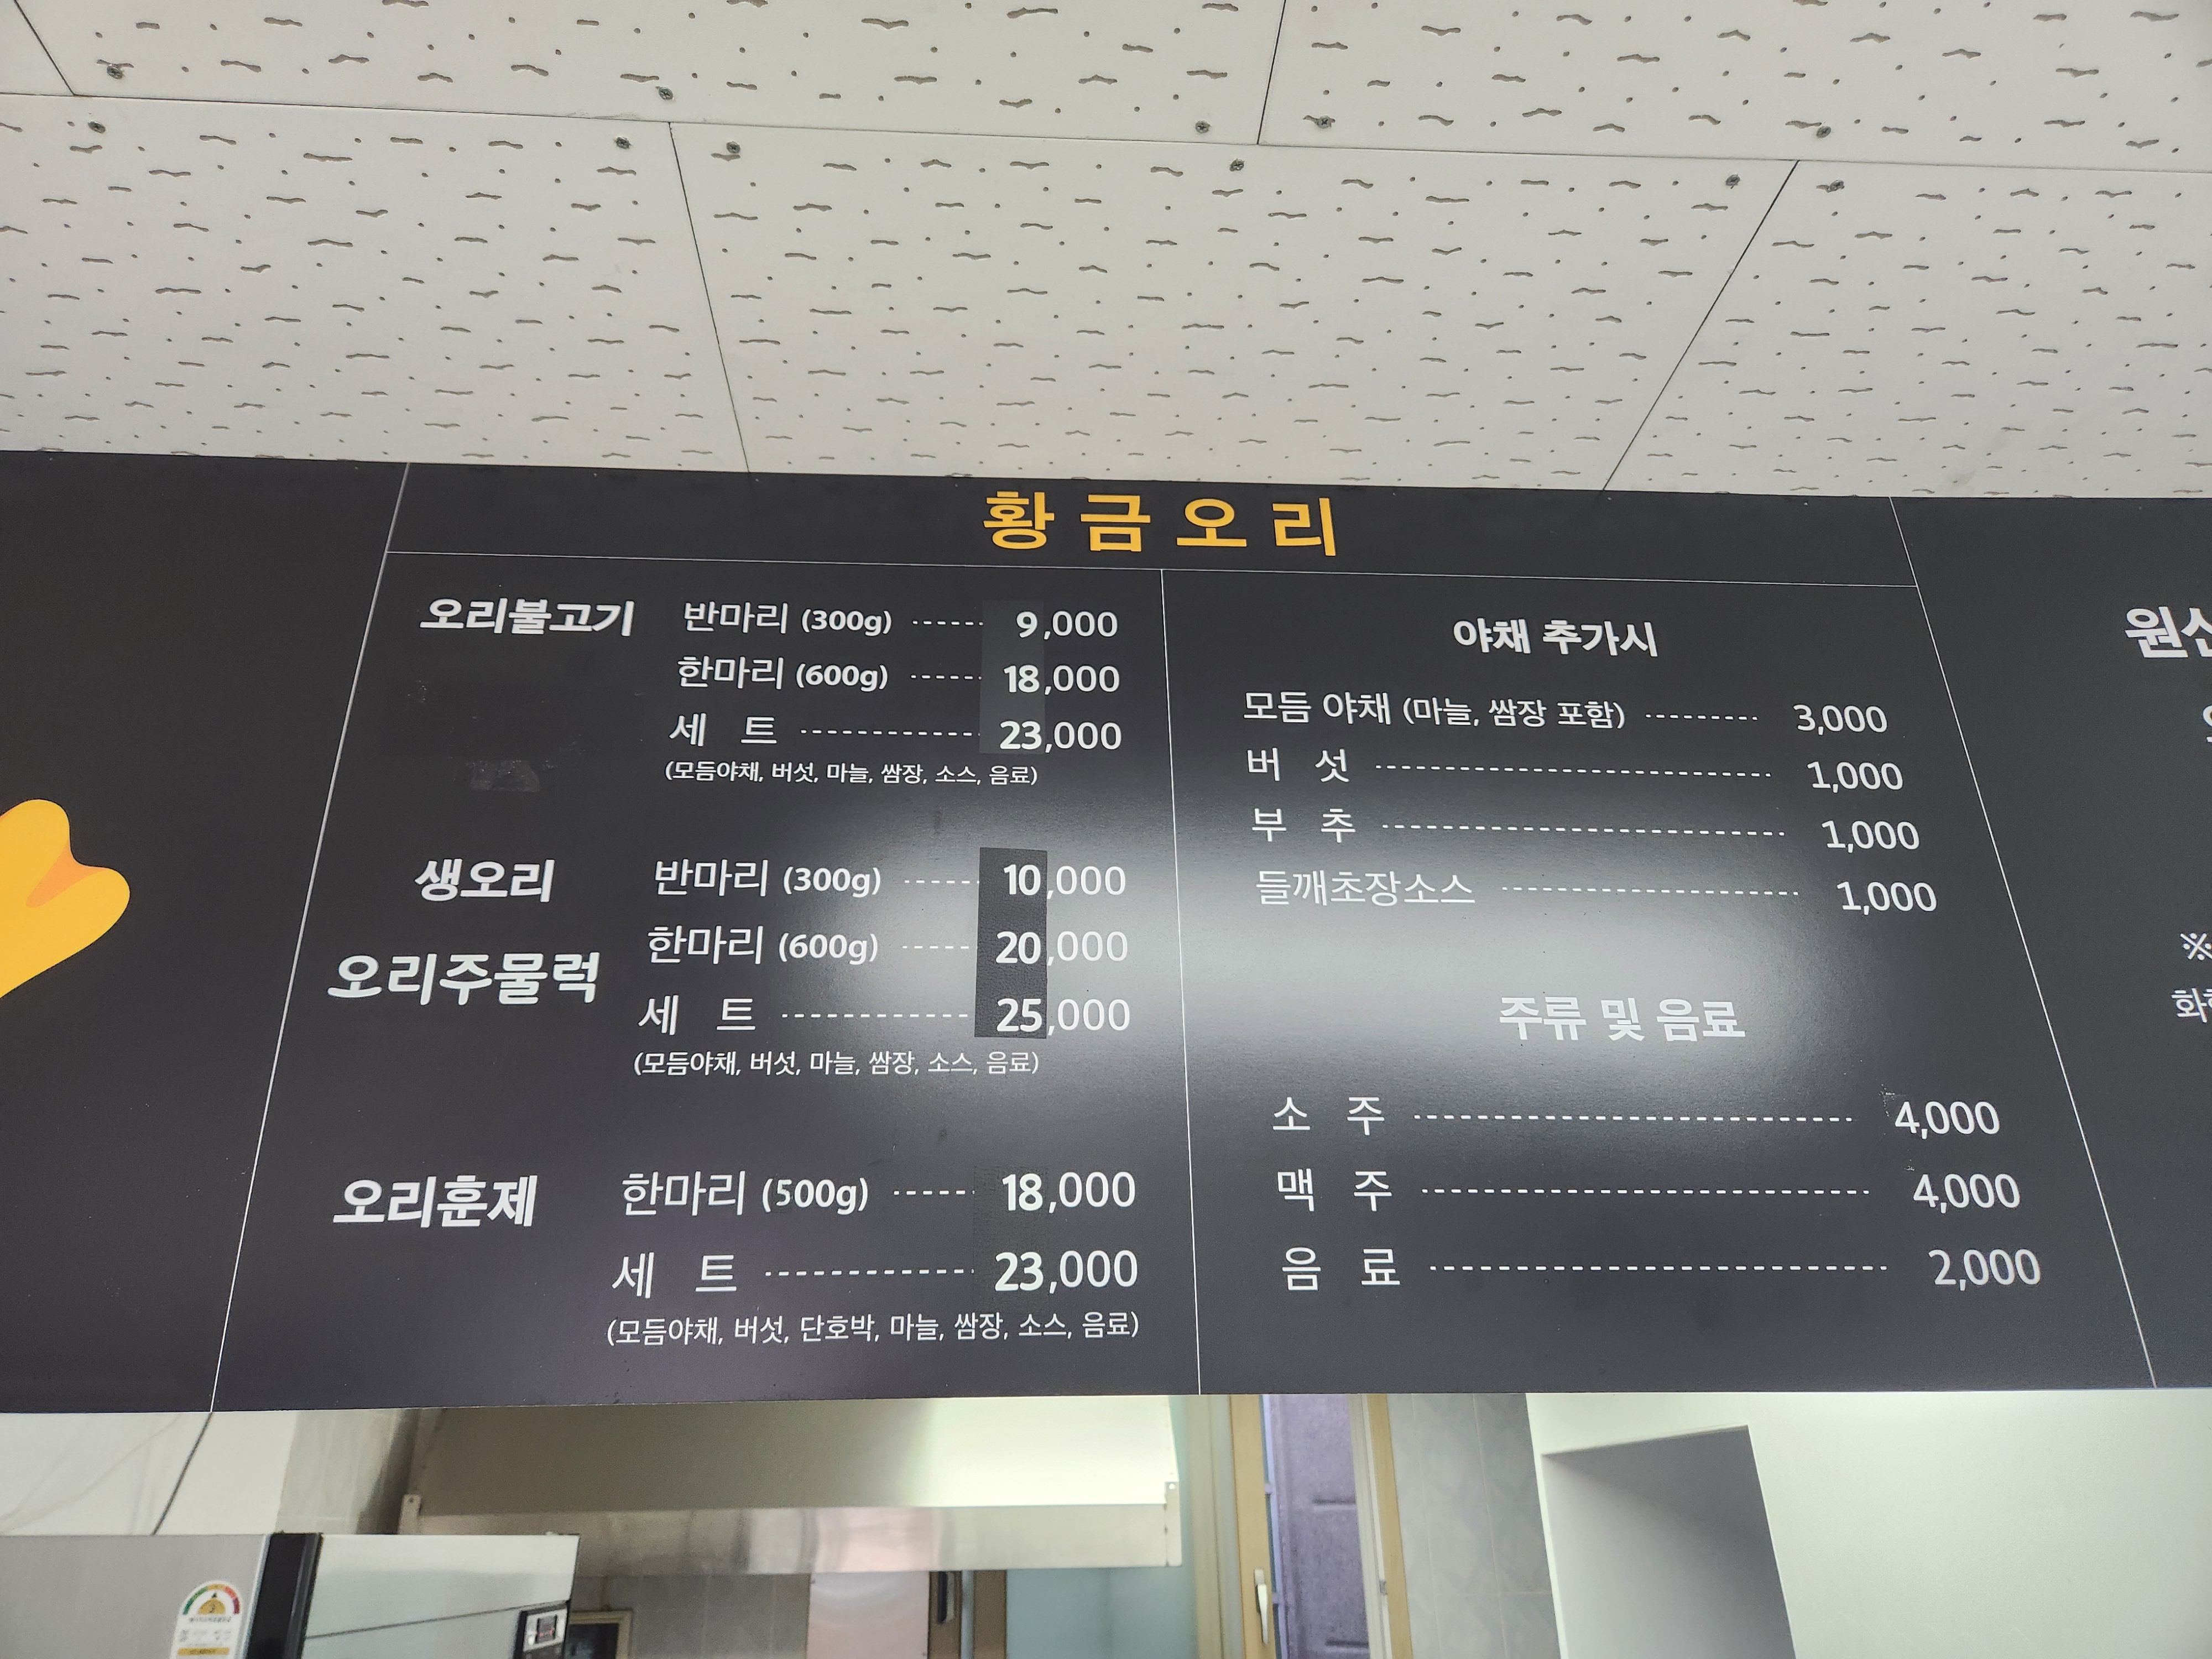 황금오리
오리불고기 반마리 (300g) ------ 9,000
한마리 (600g) ------ 18,000
세 트 -------------- 23,000
(모듬야채, 버섯, 마늘, 쌈장, 소스, 음료)
생오리 반마리 (300g) ------ 10,000
오리주물럭 한마리 (600g) ------ 20,000
세 트 -------------- 25,000
(모듬야채, 버섯, 마늘, 쌈장, 소스, 음료)
오리훈제 한마리 (500g) ------ 18,000
세 트 -------------- 23,000
(모듬야채, 버섯, 단호박, 마늘, 쌈장, 소스, 음료)
야채 추가시
모듬 야채 (마늘, 쌈장 포함) --------- 3,000
버 섯 -------------------------------- 1,000
부 추 -------------------------------- 1,000
들깨초장소스 ------------------------ 1,000
주류 및 음료
소 주 -------------------------------- 4,000
맥 주 -------------------------------- 4,000
음 료 -------------------------------- 2,000
※